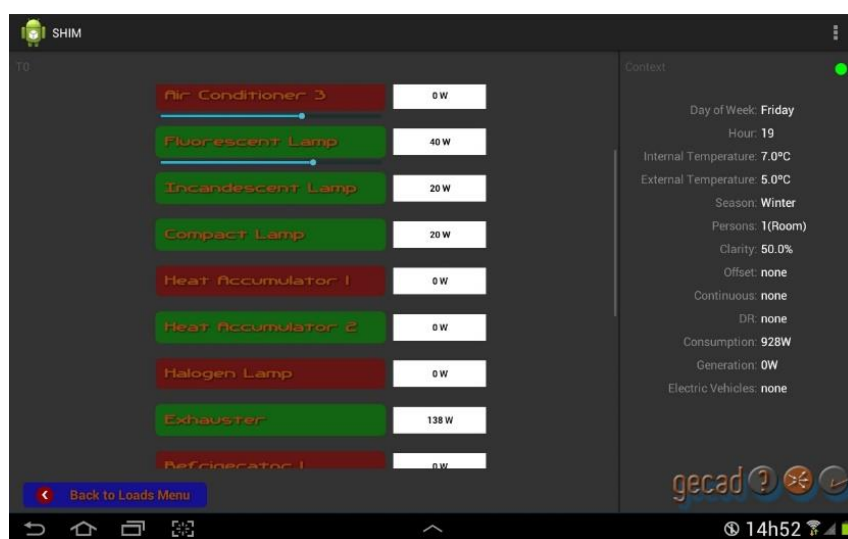 SHIM
T0
Air Conditioner 3 0 W
Fluorescent Lamp 40 W
Incandescent Lamp 20 W
Compact Lamp 20 W
Heat Accumulator 1 0 W
Heat Accumulator 2 0 W
Halogen Lamp 0 W
Exhauster 138 W
Refrigerator 1 0 W
Back to Loads Menu
Context
Day of Week: Friday
Hour: 19
Internal Temperature: 7.0ºC
External Temperature: 5.0ºC
Season: Winter
Persons: 1(Room)
Clarity: 50.0%
Offset: none
Continuous: none
DR: none
Consumption: 928W
Generation: 0W
Electric Vehicles: none
gecad ?
14h52